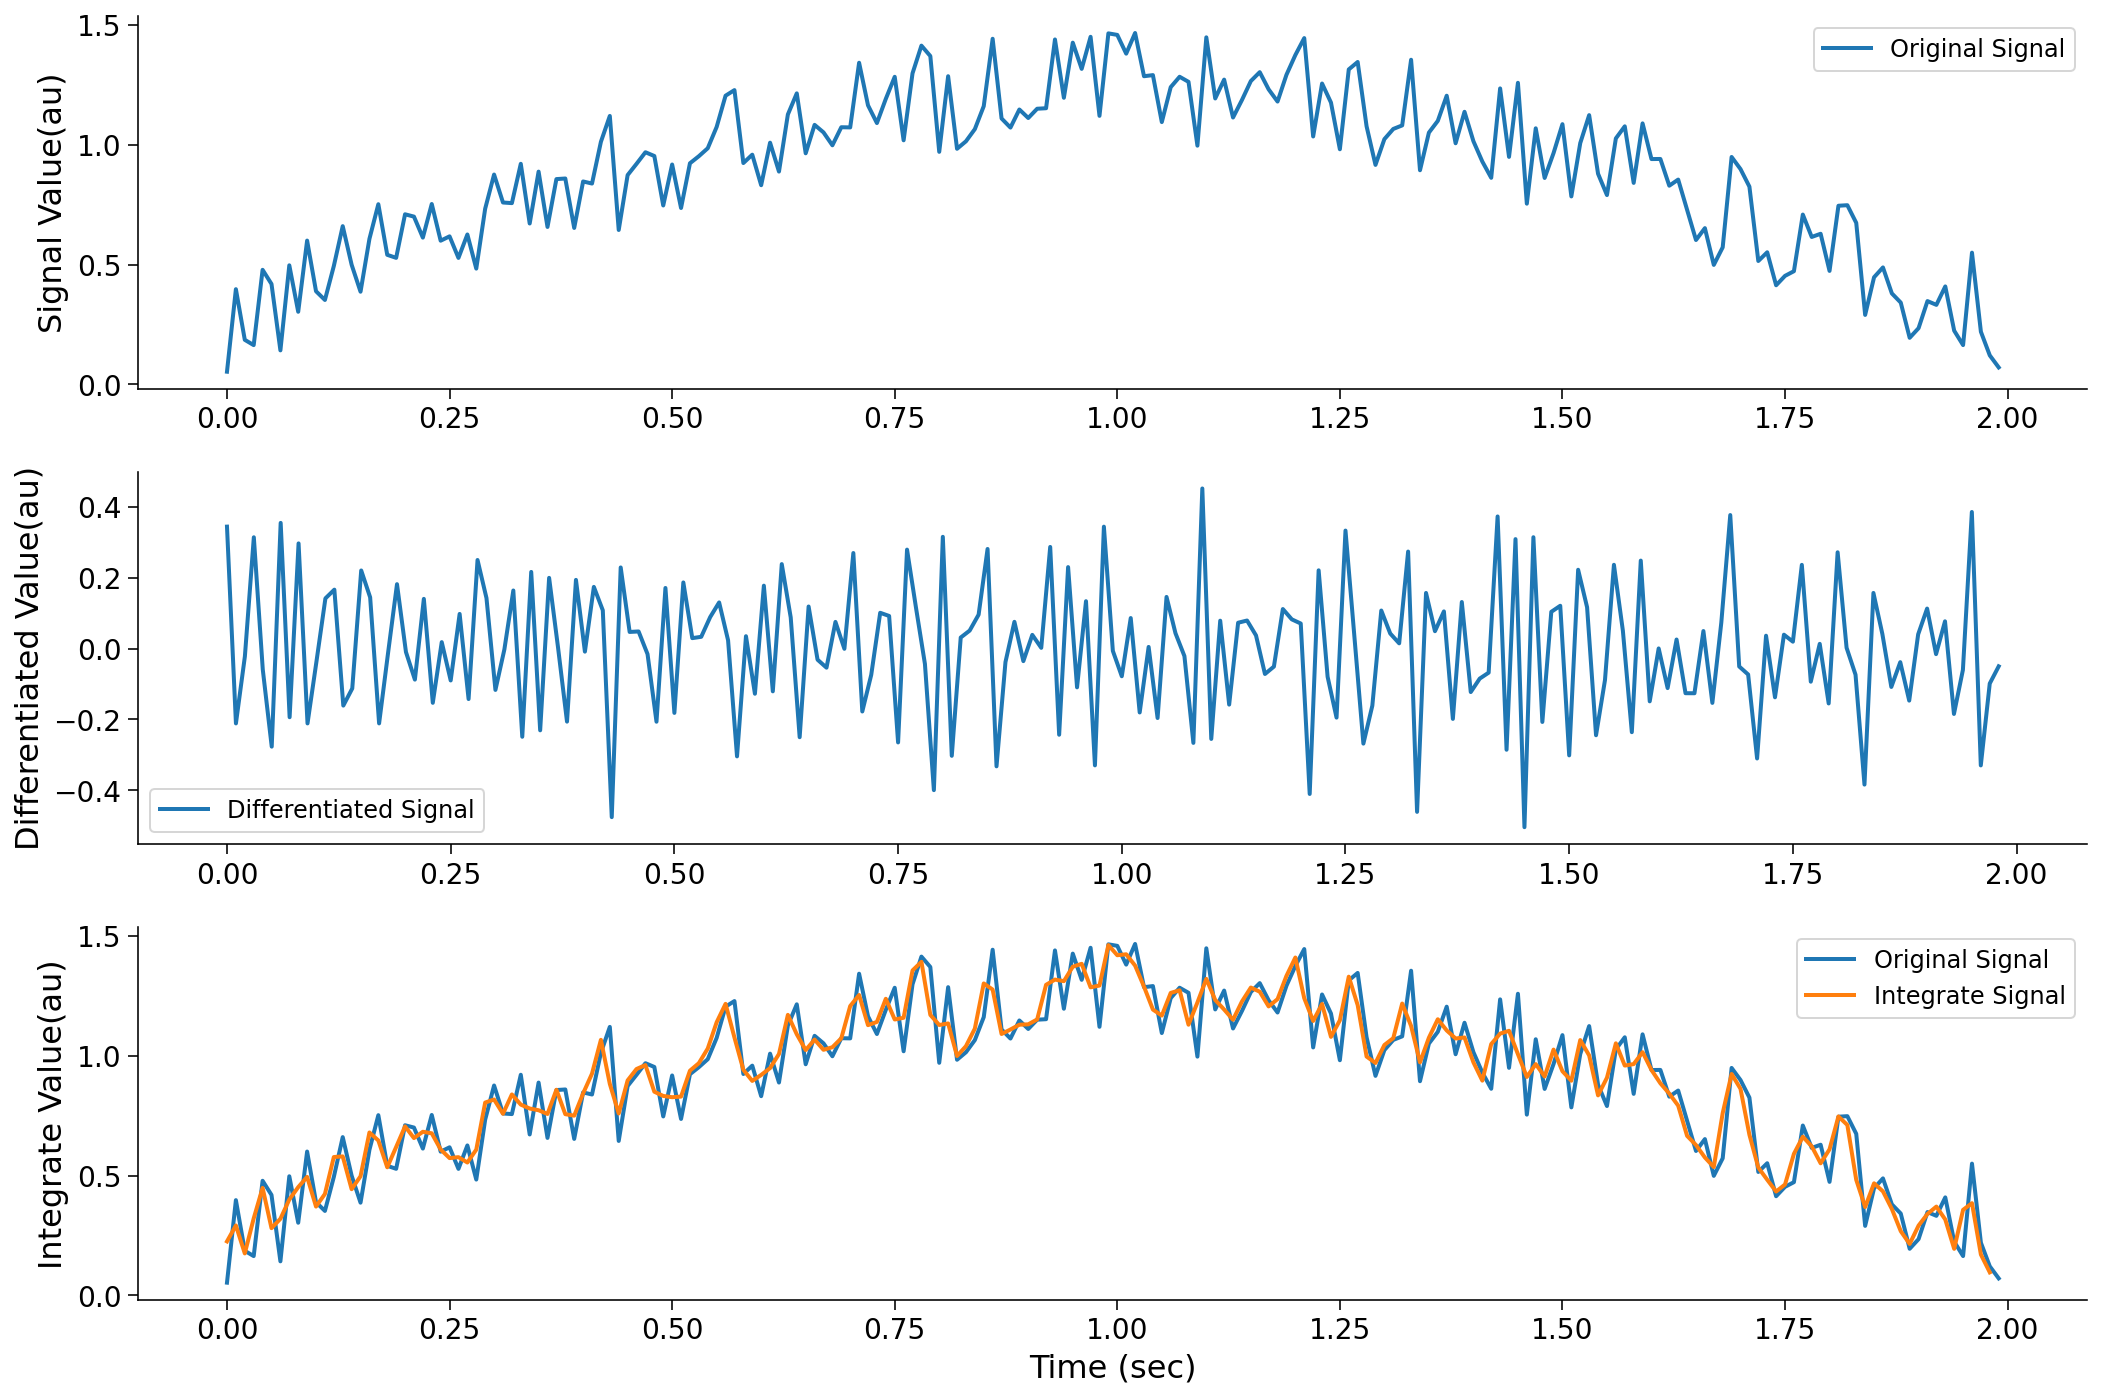 Signal Value(au)
1.5
1.0
0.5
0.0
Original Signal
0.00 0.25 0.50 0.75 1.00 1.25 1.50 1.75 2.00
Differentiated Value(au)
0.4
0.2
0.0
−0.2
−0.4
Differentiated Signal
0.00 0.25 0.50 0.75 1.00 1.25 1.50 1.75 2.00
Integrate Value(au)
1.5
1.0
0.5
0.0
Original Signal
Integrate Signal
0.00 0.25 0.50 0.75 1.00 1.25 1.50 1.75 2.00
Time (sec)